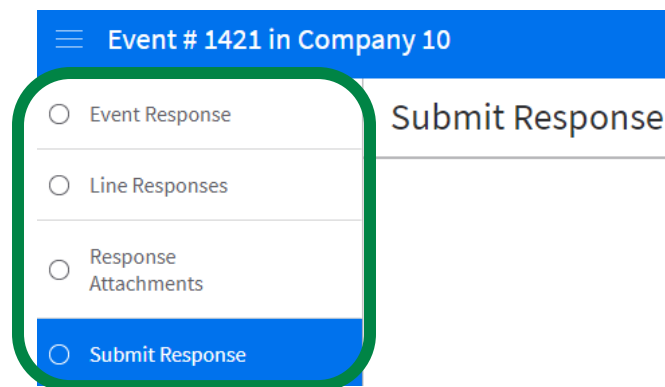 Event # 1421 in Company 10
Event Response
Submit Response
Line Responses
Response
Attachments
Submit Response